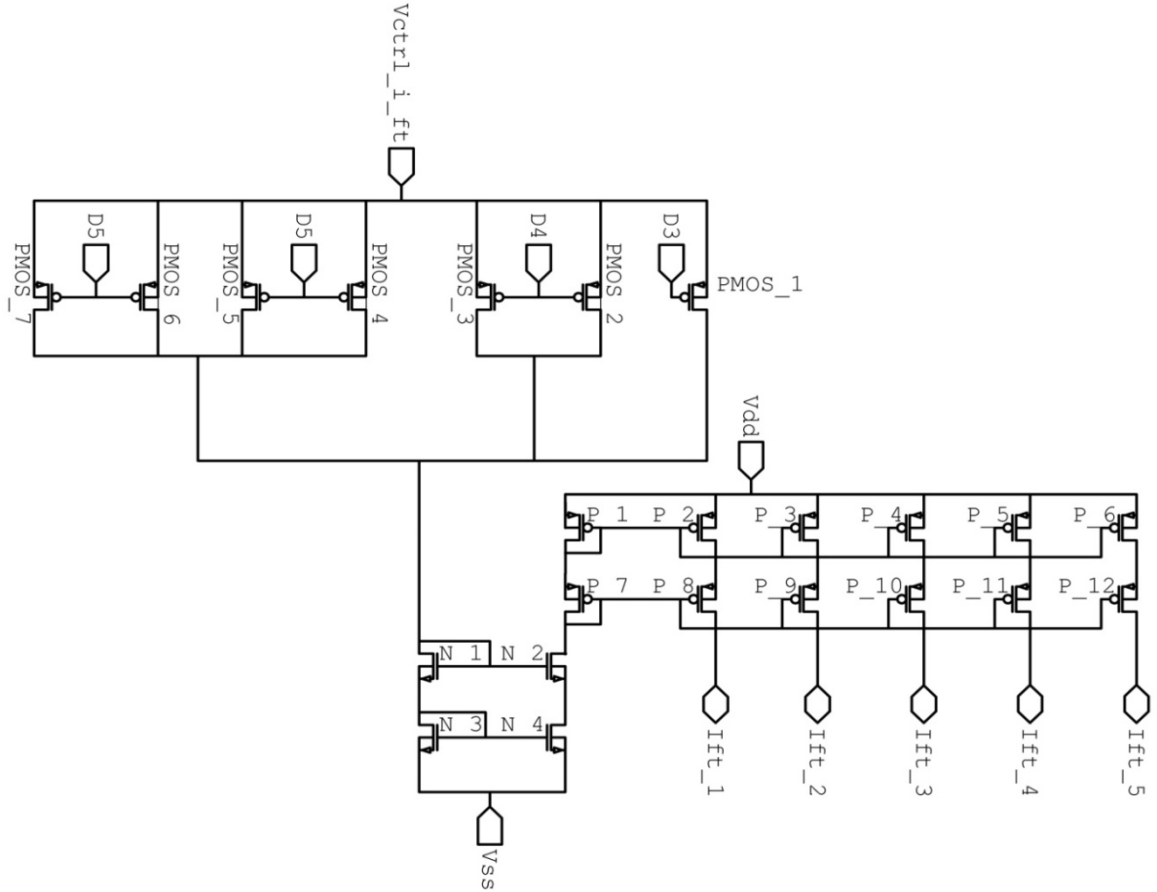 Vctrl_i_ft
D5
D5
D4
D3
PMOS_7
PMOS 6
PMOS_5
PMOS 4
PMOS_3
PMOS 2
PMOS_1
Vdd
P 1
P 2
P_3
P_4
P_5
P_6
P 7
P 8
P_9
P_10
P_11
P_12
N 1
N 2
N 3
N 4
Ift_1
Ift_2
Ift_3
Ift_4
Ift_5
Vss